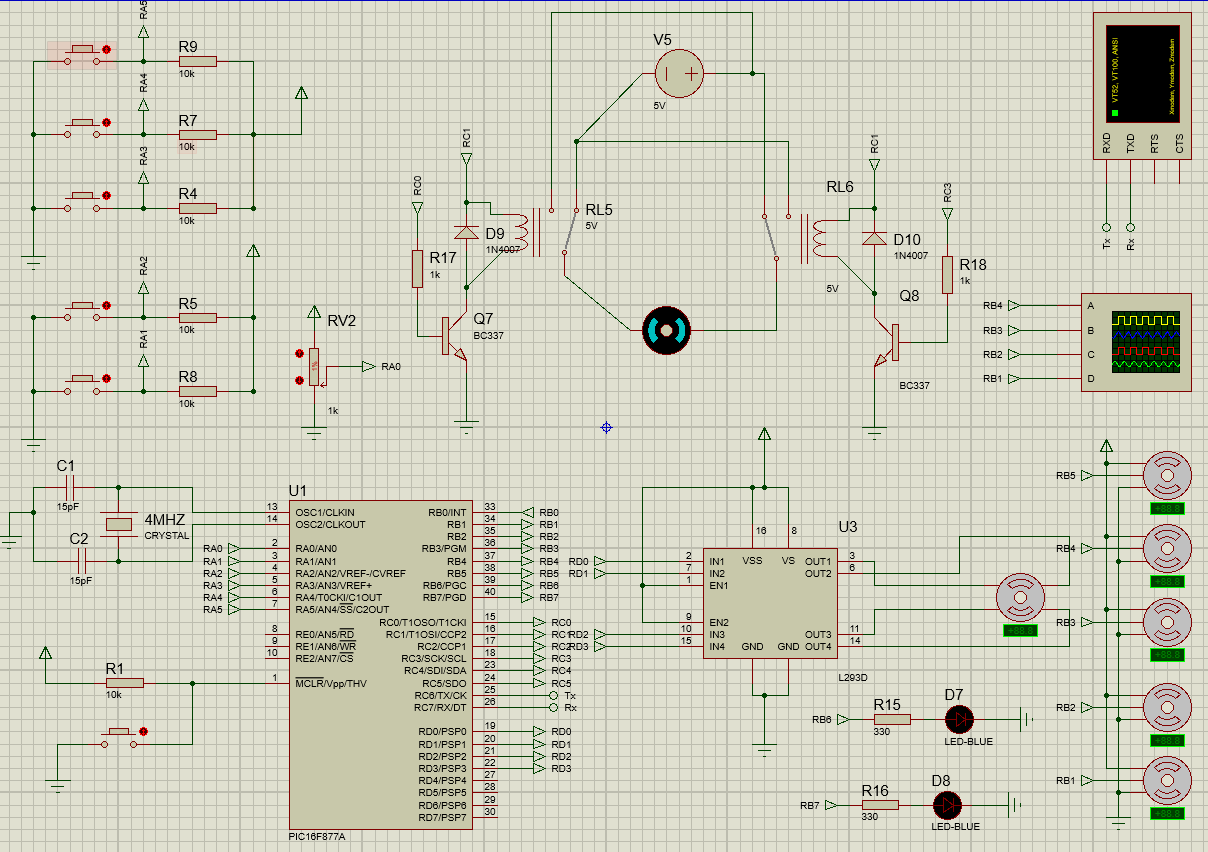 RA5
R9
10k
RA4
R7
10k
RA3
R4
10k
RA2
R5
10k
RA1
R8
10k
RV2
1%
RA0
1k
RC0
R17
1k
RC1
D9
1N4007
Q7
BC337
RL5
5V
V5
5V
RL6
5V
RC1
D10
1N4007
RC3
R18
1k
Q8
BC337
VT52, VT100, ANSI
Xmodem, Ymodem, Zmodem
RXD
TXD
RTS
CTS
Tx
Rx
RB4
RB3
RB2
RB1
A
B
C
D
C1
15pF
C2
15pF
4MHZ
CRYSTAL
RA0
RA1
RA2
RA3
RA4
RA5
R1
10k
U1
13
14
2
3
4
5
6
7
8
9
10
1
OSC1/CLKIN
OSC2/CLKOUT
RA0/AN0
RA1/AN1
RA2/AN2/VREF-/CVREF
RA3/AN3/VREF+
RA4/T0CKI/C1OUT
RA5/AN4/SS/C2OUT
RE0/AN5/RD
RE1/AN6/WR
RE2/AN7/CS
MCLR/Vpp/THV
RB0/INT 33 RB0
RB1 34 RB1
RB2 35 RB2
RB3/PGM 36 RB3
RB4 37 RB4
RB5 38 RB5
RB6/PGC 39 RB6
RB7/PGD 40 RB7
RC0/T1OSO/T1CKI 15 RC0
RC1/T1OSI/CCP2 16 RC1
RC2/CCP1 17 RC2
RC3/SCK/SCL 18 RC3
RC4/SDI/SDA 23 RC4
RC5/SDO 24 RC5
RC6/TX/CK 25 Tx
RC7/RX/DT 26 Rx
RD0/PSP0 19 RD0
RD1/PSP1 20 RD1
RD2/PSP2 21 RD2
RD3/PSP3 22 RD3
RD4/PSP4 27
RD5/PSP5 28
RD6/PSP6 29
RD7/PSP7 30
PIC16F877A
U3
16
8
RD0 2 IN1
RD1 7 IN2
1 EN1
9 EN2
RD2 10 IN3
RD3 15 IN4
VSS
VS
OUT1 3
OUT2 6
OUT3 11
OUT4 14
GND
GND
L293D
RB6
R15
330
D7
LED-BLUE
RB7
R16
330
D8
LED-BLUE
RB5
RB4
RB3
RB2
RB1